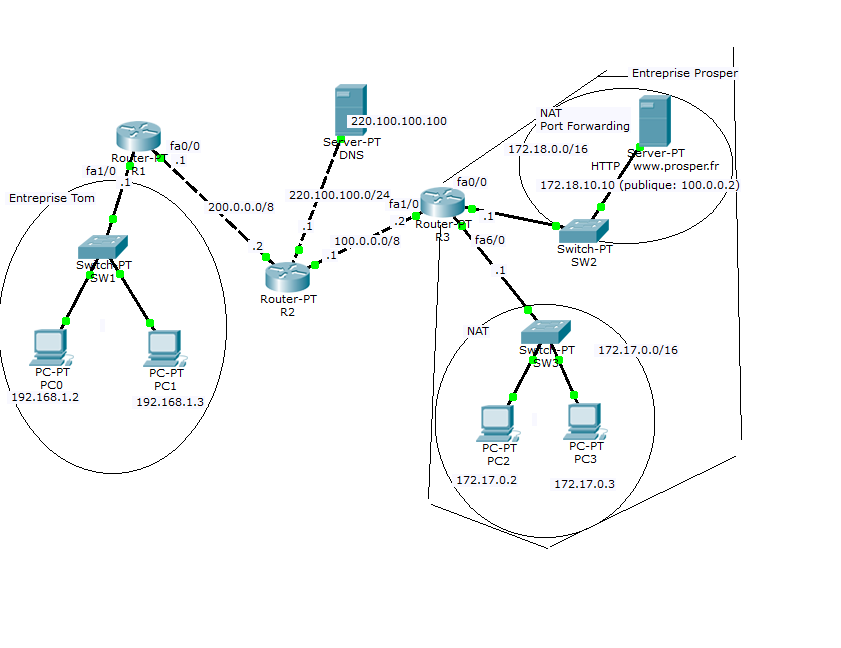 Entreprise Prosper
NAT
Port Forwarding
172.18.0.0/16
Server-PT
HTTP www.prosper.fr
172.18.10.10 (publique: 100.0.0.2)
Switch-PT
SW2
220.100.100.100
Server-PT
DNS
fa0/0
.1
Router-PT
R1
fa1/0
.1
Entreprise Tom
Switch-PT
SW1
PC-PT
PC0
192.168.1.2
PC-PT
PC1
192.168.1.3
200.0.0.0/8
.2
220.100.100.0/24
.1
100.0.0.0/8
.1
Router-PT
R2
fa0/0
fa1/0
.2
.1
Router-PT
R3
fa6/0
.1
NAT
Switch-PT
SW3
172.17.0.0/16
PC-PT
PC2
172.17.0.2
PC-PT
PC3
172.17.0.3